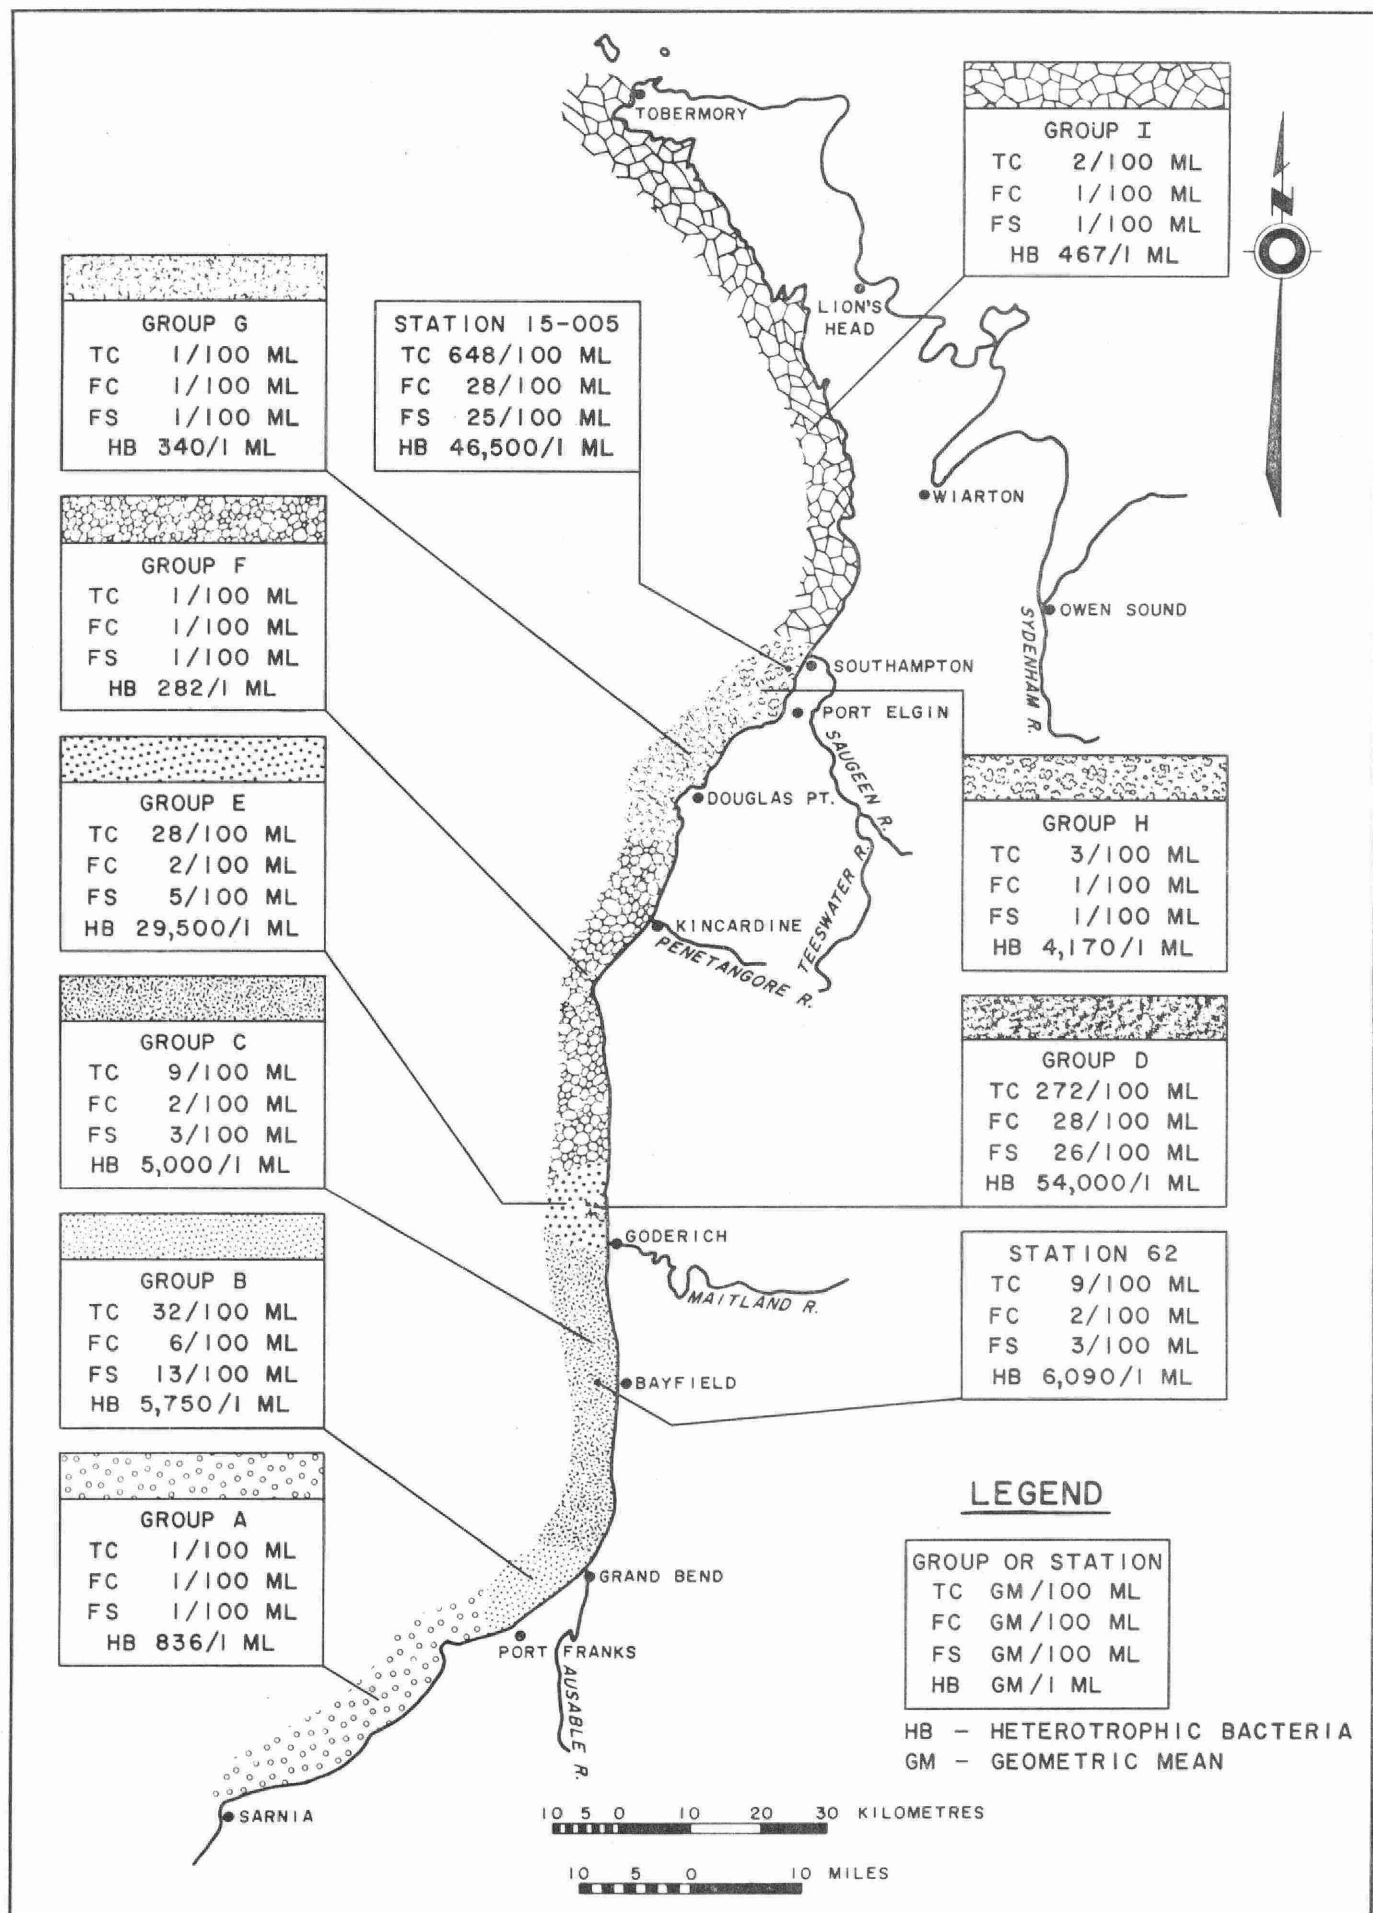 TOBERMORY
LION'S
HEAD
WIARTON
OWEN SOUND
SYDENHAM R.
SOUTHAMPTON
PORT ELGIN
SAUGEEN R.
DOUGLAS PT.
TEESWATER R.
KINCARDINE
PENETANGORE R.
GODERICH
MAITLAND R.
BAYFIELD
GRAND BEND
PORT FRANKS
AUSABLE R.
SARNIA
N
GROUP I
TC 2/100 ML
FC 1/100 ML
FS 1/100 ML
HB 467/1 ML
GROUP G
TC 1/100 ML
FC 1/100 ML
FS 1/100 ML
HB 340/1 ML
STATION 15-005
TC 648/100 ML
FC 28/100 ML
FS 25/100 ML
HB 46,500/1 ML
GROUP F
TC 1/100 ML
FC 1/100 ML
FS 1/100 ML
HB 282/1 ML
GROUP E
TC 28/100 ML
FC 2/100 ML
FS 5/100 ML
HB 29,500/1 ML
GROUP H
TC 3/100 ML
FC 1/100 ML
FS 1/100 ML
HB 4,170/1 ML
GROUP C
TC 9/100 ML
FC 2/100 ML
FS 3/100 ML
HB 5,000/1 ML
GROUP D
TC 272/100 ML
FC 28/100 ML
FS 26/100 ML
HB 54,000/1 ML
GROUP B
TC 32/100 ML
FC 6/100 ML
FS 13/100 ML
HB 5,750/1 ML
STATION 62
TC 9/100 ML
FC 2/100 ML
FS 3/100 ML
HB 6,090/1 ML
GROUP A
TC 1/100 ML
FC 1/100 ML
FS 1/100 ML
HB 836/1 ML
LEGEND
GROUP OR STATION
TC GM/100 ML
FC GM/100 ML
FS GM/100 ML
HB GM/1 ML
HB - HETEROTROPHIC BACTERIA
GM - GEOMETRIC MEAN
10 5 0 10 20 30 KILOMETRES
10 5 0 10 MILES